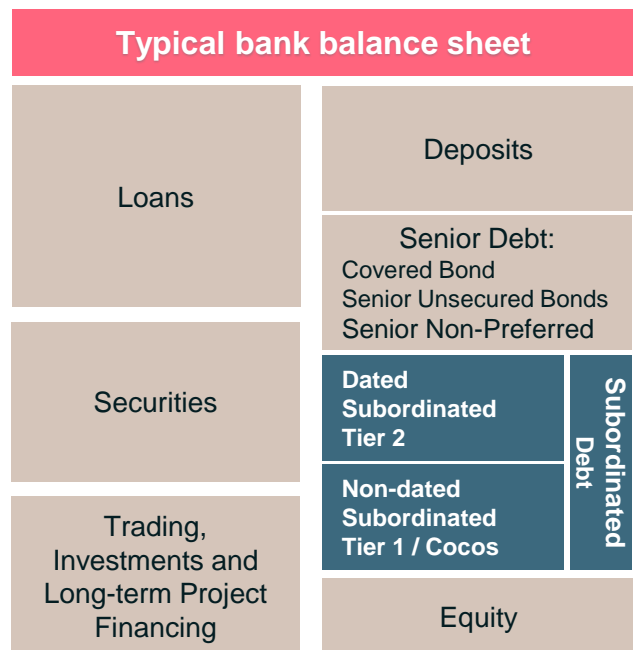 Typical bank balance sheet
Loans
Securities
Trading,
Investments and
Long-term Project
Financing
Deposits
Senior Debt:
Covered Bond
Senior Unsecured Bonds
Senior Non-Preferred
Dated
Subordinated
Tier 2
Non-dated
Subordinated
Tier 1 / Cocos
Subordinated
Debt
Equity